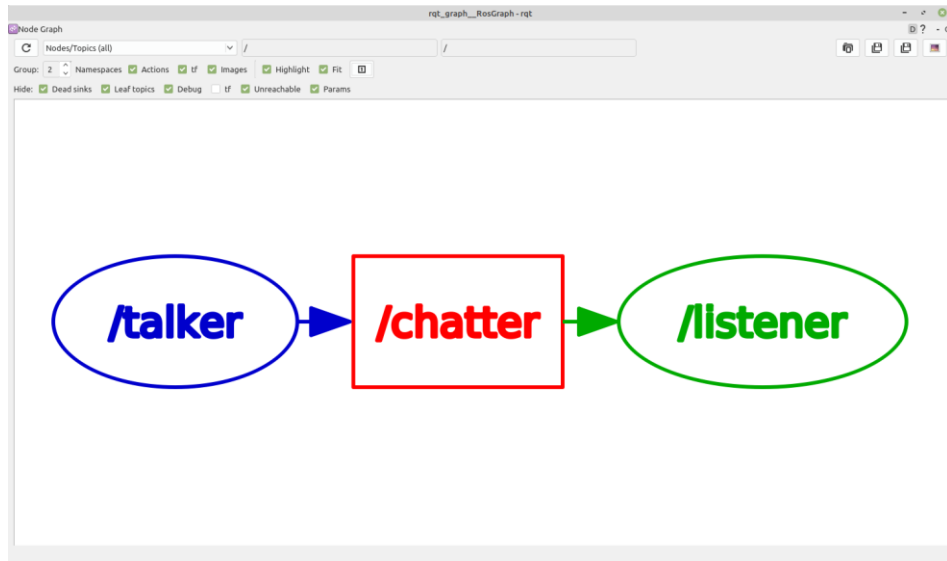 rqt_graph__RosGraph - rqt
Node Graph
D ? - O
Nodes/Topics (all) / /
Group: 2 Namespaces Actions tf Images Highlight Fit
Hide: Dead sinks Leaf topics Debug tf Unreachable Params
/talker /chatter /listener